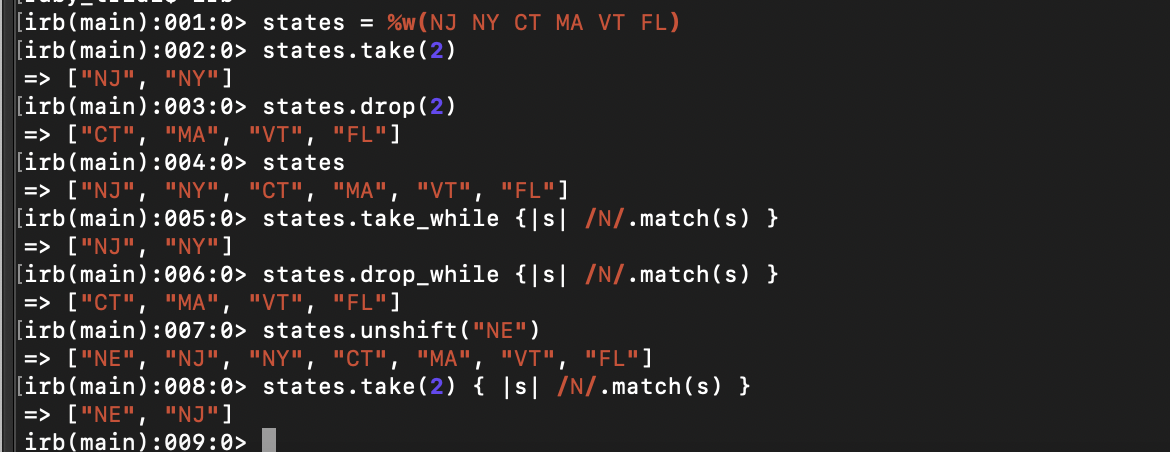 [irb(main):001:0> states = %w(NJ NY CT MA VT FL)
[irb(main):002:0> states.take(2)
=> ["NJ", "NY"]
[irb(main):003:0> states.drop(2)
=> ["CT", "MA", "VT", "FL"]
[irb(main):004:0> states
=> ["NJ", "NY", "CT", "MA", "VT", "FL"]
[irb(main):005:0> states.take_while {|s| /N/.match(s) }
=> ["NJ", "NY"]
[irb(main):006:0> states.drop_while {|s| /N/.match(s) }
=> ["CT", "MA", "VT", "FL"]
[irb(main):007:0> states.unshift("NE")
=> ["NE", "NJ", "NY", "CT", "MA", "VT", "FL"]
[irb(main):008:0> states.take(2) { |s| /N/.match(s) }
=> ["NE", "NJ"]
irb(main):009:0>